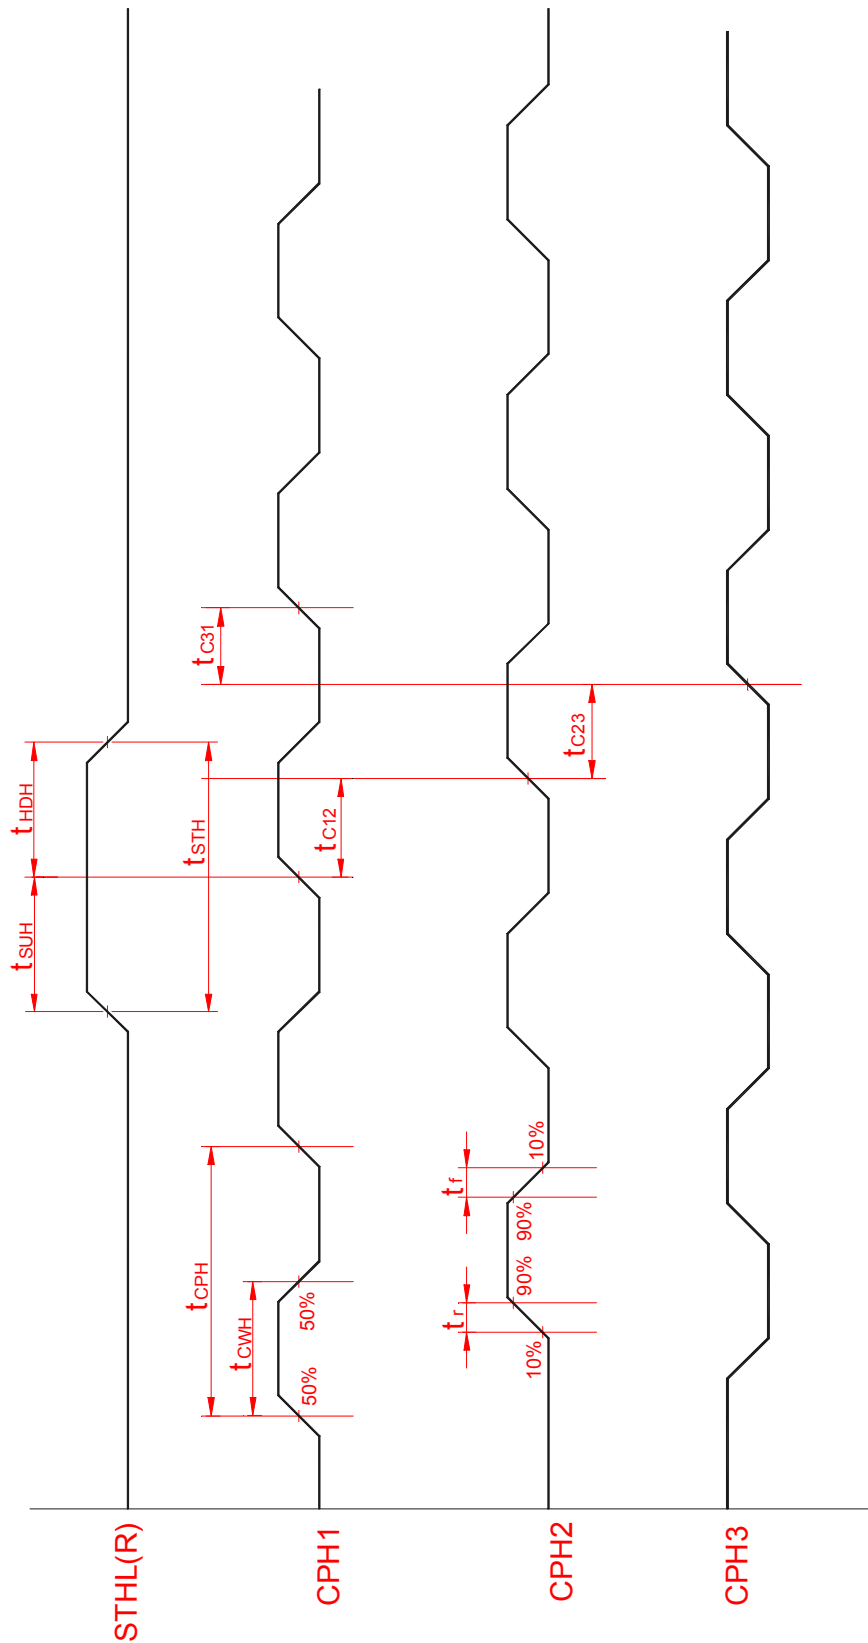 STHL(R)
tSUH
tHDH
tSTH
CPH1
tCPH
tCWH
50%
50%
tC12
tC31
CPH2
tr
tf
10%
90%
90%
10%
tC23
CPH3